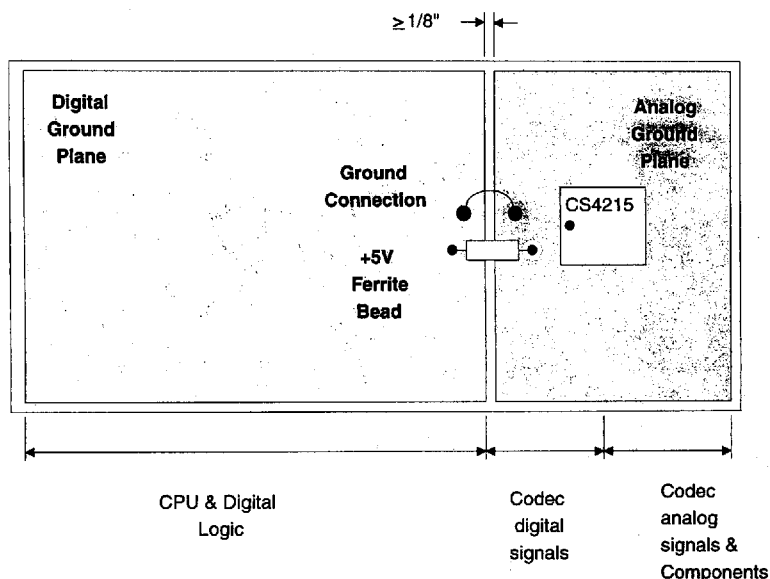 ≥ 1/8"
Digital
Ground
Plane
Analog
Ground
Plane
Ground
Connection
CS4215
+5V
Ferrite
Bead
CPU & Digital
Logic
Codec
digital
signals
Codec
analog
signals &
Components